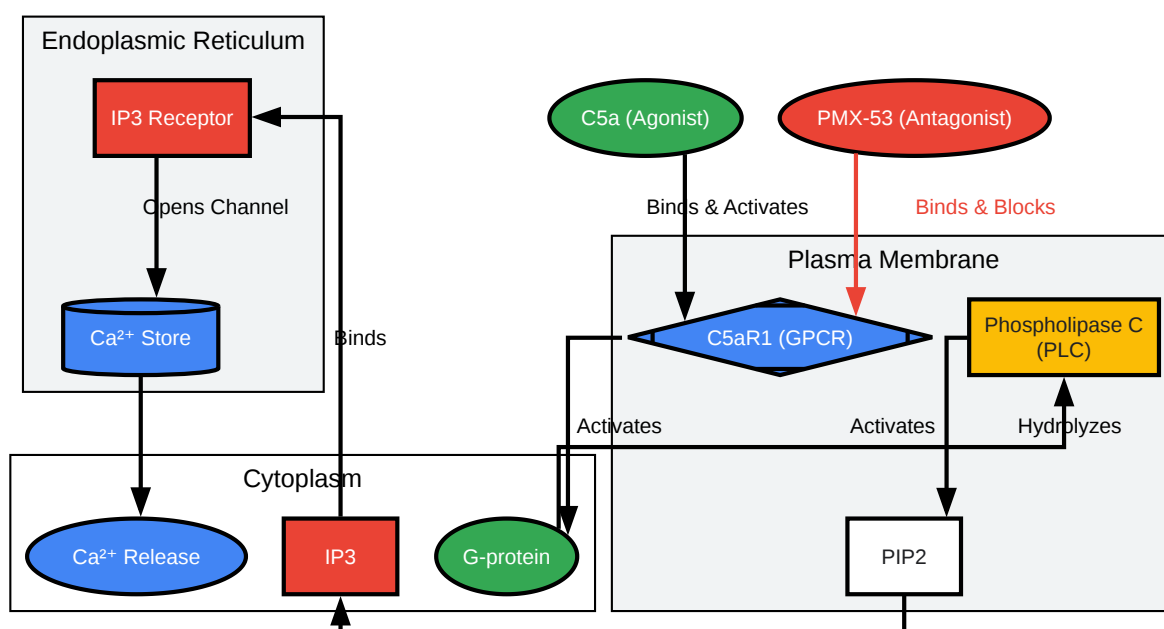 Endoplasmic Reticulum
IP3 Receptor
C5a (Agonist)
PMX-53 (Antagonist)
Opens Channel
Binds & Activates
Binds & Blocks
Plasma Membrane
Ca²⁺ Store
Binds
C5aR1 (GPCR)
Phospholipase C
(PLC)
Activates
Activates
Hydrolyzes
Cytoplasm
Ca²⁺ Release
IP3
G-protein
PIP2